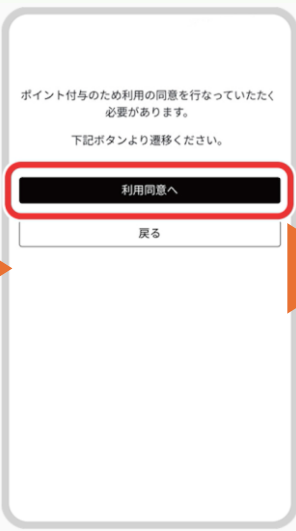 ポイント付与のため利用の同意を行なっていたたく
必要があります。
下記ボタンより遷移ください。
利用同意へ
戻る